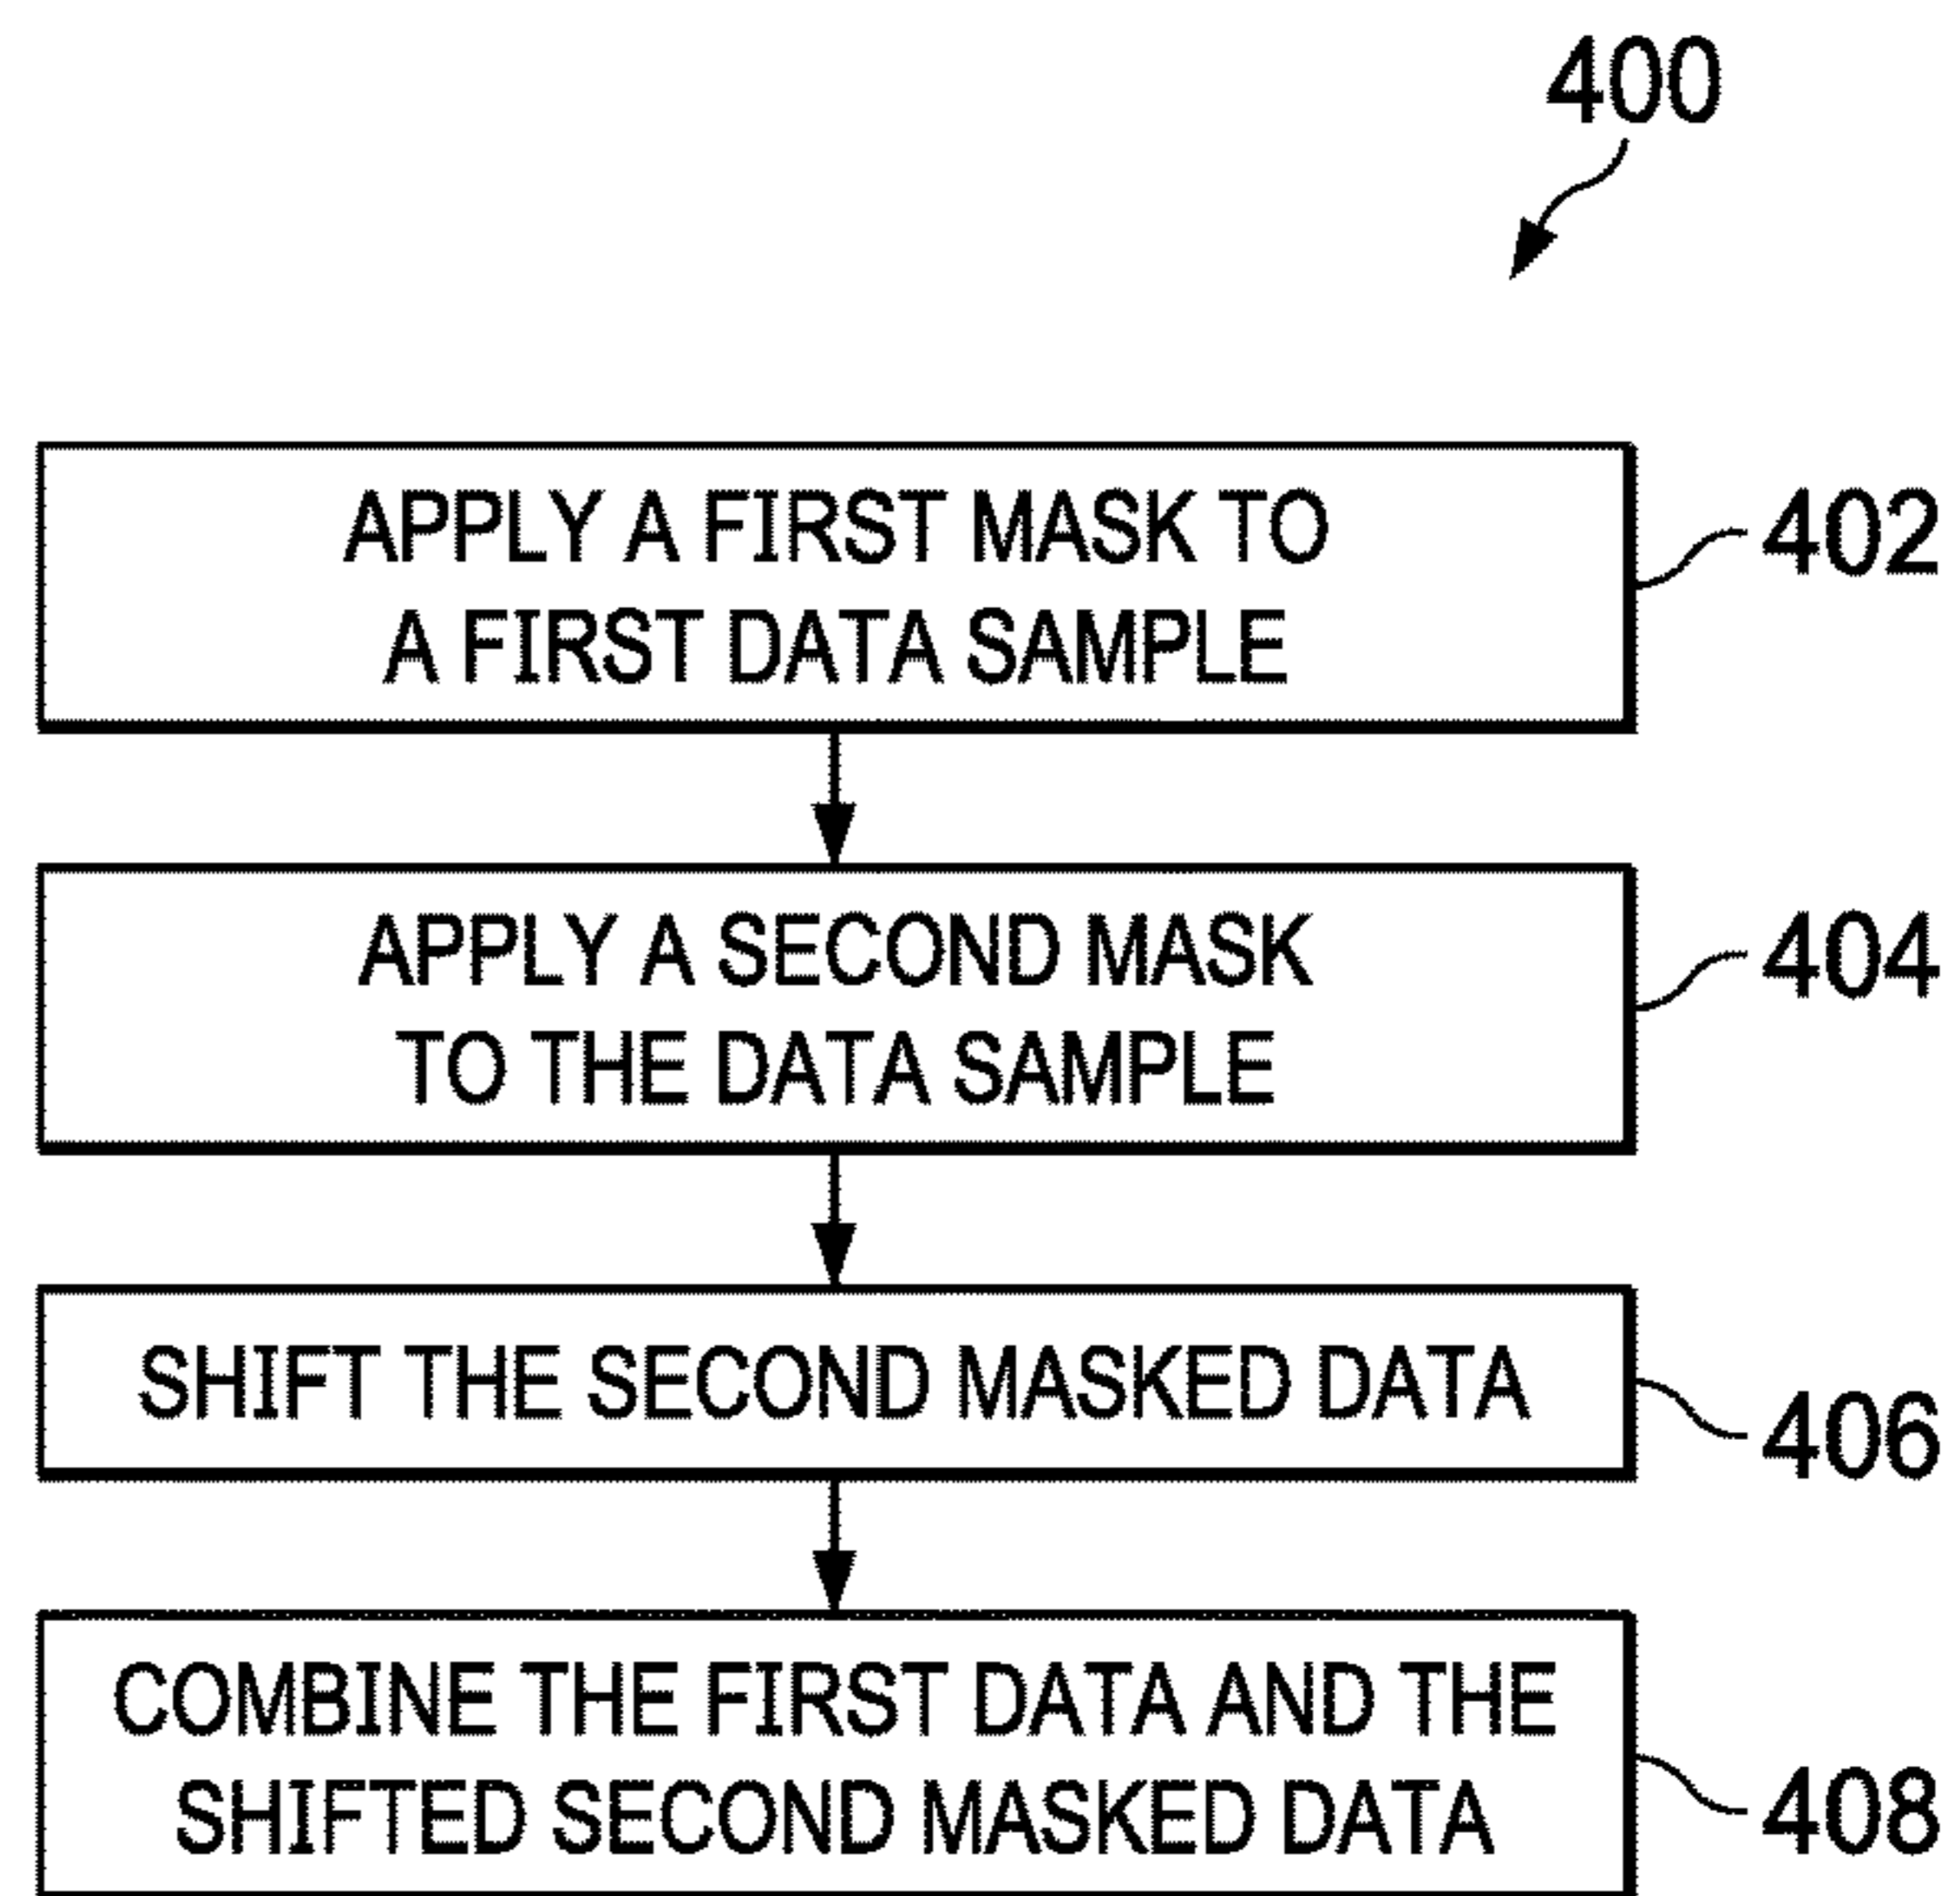 400
APPLY A FIRST MASK TO
A FIRST DATA SAMPLE
402
APPLY A SECOND MASK
TO THE DATA SAMPLE
404
SHIFT THE SECOND MASKED DATA
406
COMBINE THE FIRST DATA AND THE
SHIFTED SECOND MASKED DATA
408